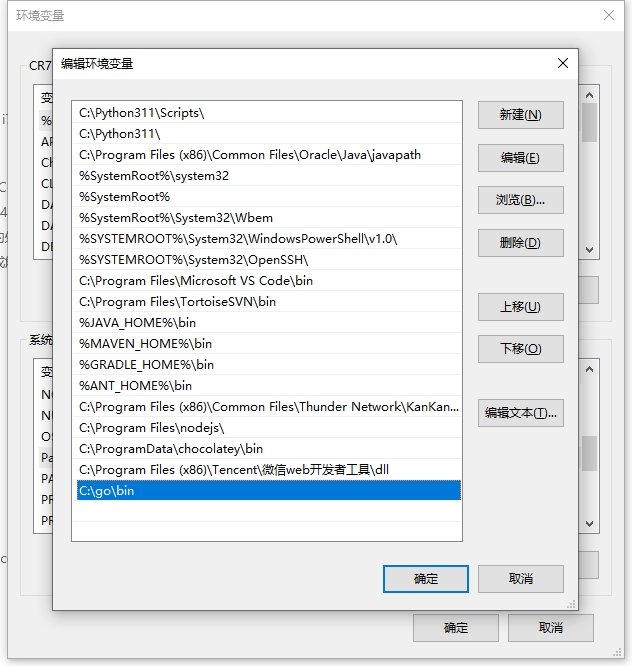 环境变量
编辑环境变量
CR7
变
%
AP
Ch
CL
DA
DA
DE
C:\Python311\Scripts\
C:\Python311\
C:\Program Files (x86)\Common Files\Oracle\Java\javapath
%SystemRoot%\system32
%SystemRoot%
%SystemRoot%\System32\Wbem
%SYSTEMROOT%\System32\WindowsPowerShell\v1.0\
%SYSTEMROOT%\System32\OpenSSH\
C:\Program Files\Microsoft VS Code\bin
C:\Program Files\TortoiseSVN\bin
%JAVA_HOME%\bin
%MAVEN_HOME%\bin
%GRADLE_HOME%\bin
%ANT_HOME%\bin
C:\Program Files (x86)\Common Files\Thunder Network\KanKan...
C:\Program Files\nodejs\
C:\ProgramData\chocolatey\bin
C:\Program Files (x86)\Tencent\微信web开发者工具\dll
C:\go\bin
新建(N)
编辑(E)
浏览(B)...
删除(D)
上移(U)
下移(O)
编辑文本(T)...
系统
变
NU
OS
Pa
PA
PR
PR
确定
取消
确定
取消